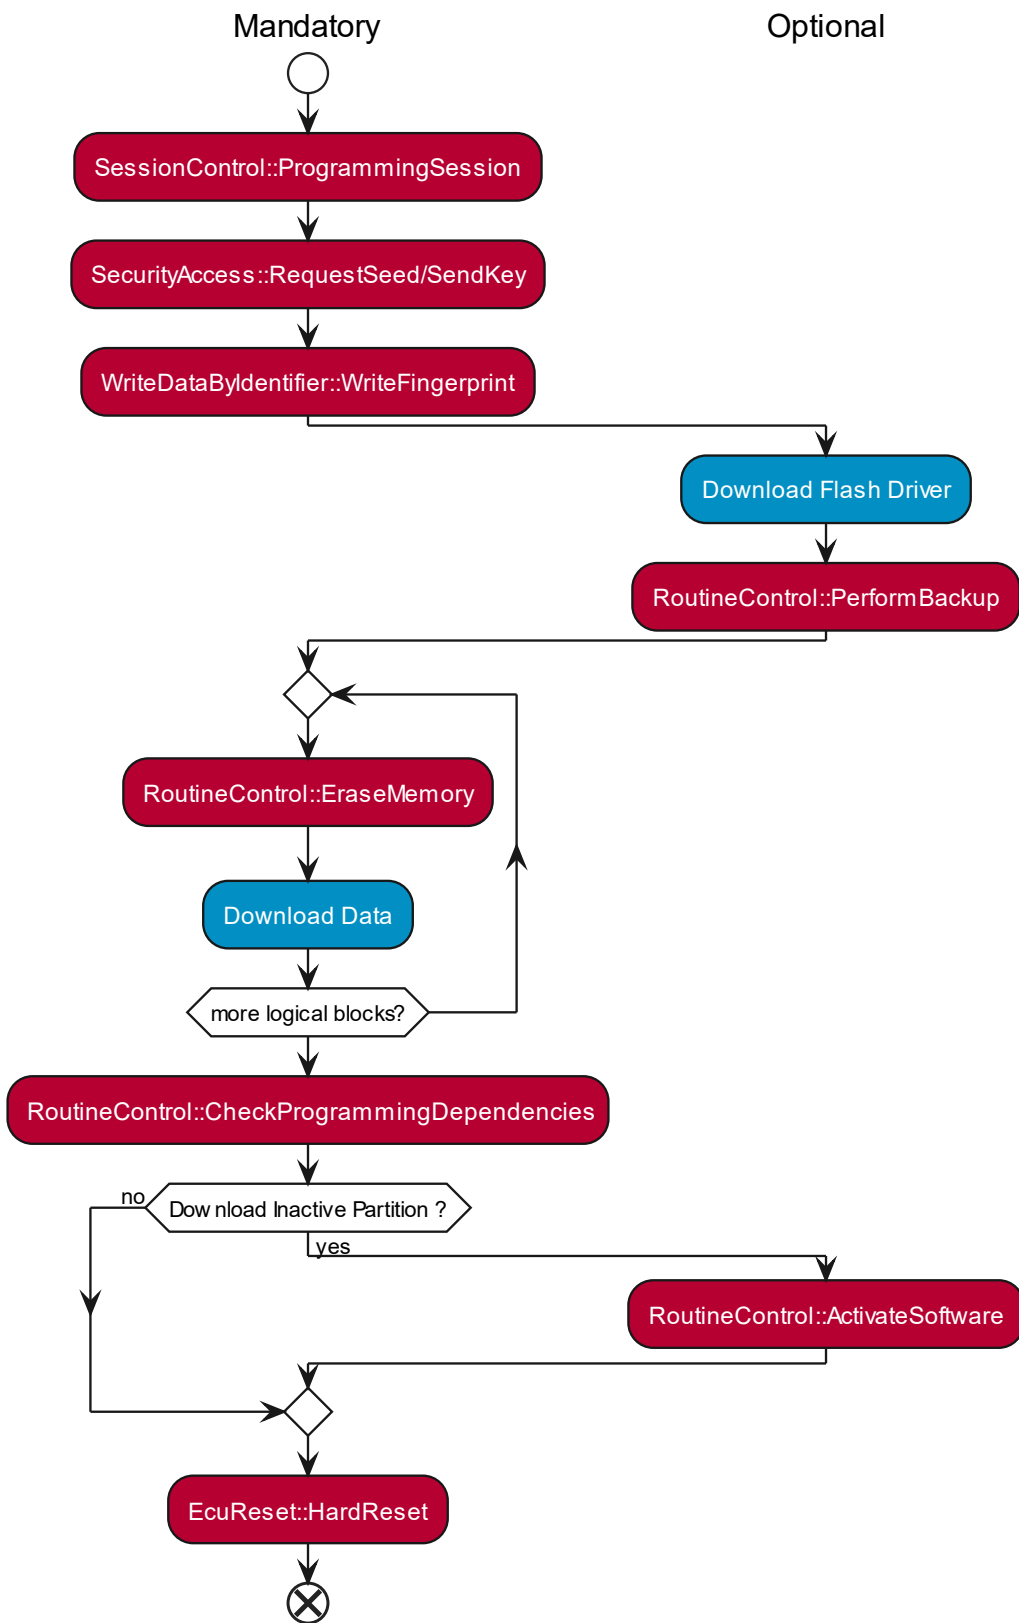 Mandatory
Optional
SessionControl::ProgrammingSession
SecurityAccess::RequestSeed/SendKey
WriteDataByIdentifier::WriteFingerprint
Download Flash Driver
RoutineControl::PerformBackup
RoutineControl::EraseMemory
Download Data
more logical blocks?
RoutineControl::CheckProgrammingDependencies
no
Download Inactive Partition ?
yes
RoutineControl::ActivateSoftware
EcuReset::HardReset